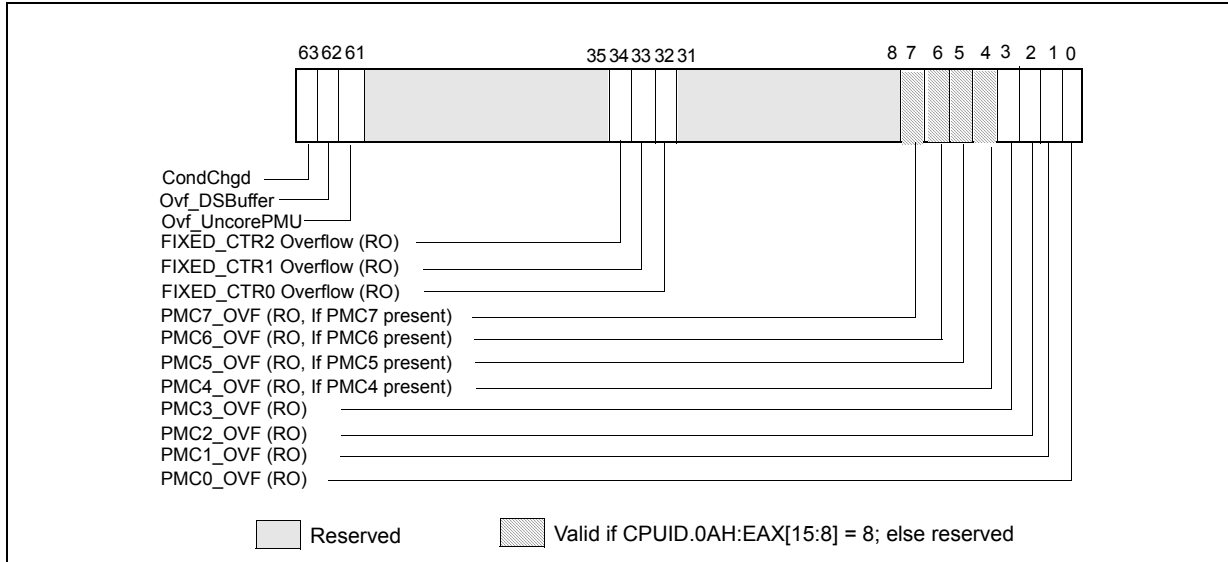 63 62 61 35 34 33 32 31 8 7 6 5 4 3 2 1 0
CondChgd
Ovf_DSBuffer
Ovf_UncorePMU
FIXED_CTR2 Overflow (RO)
FIXED_CTR1 Overflow (RO)
FIXED_CTR0 Overflow (RO)
PMC7_OVF (RO, If PMC7 present)
PMC6_OVF (RO, If PMC6 present)
PMC5_OVF (RO, If PMC5 present)
PMC4_OVF (RO, If PMC4 present)
PMC3_OVF (RO)
PMC2_OVF (RO)
PMC1_OVF (RO)
PMC0_OVF (RO)
Reserved Valid if CPUID.0AH:EAX[15:8] = 8; else reserved